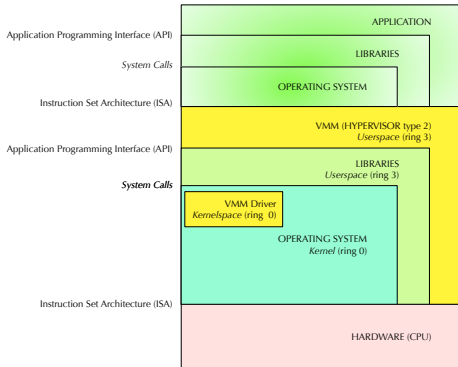 APPLICATION
Application Programming Interface (API)
LIBRARIES
System Calls
OPERATING SYSTEM
Instruction Set Architecture (ISA)
VMM (HYPERVISOR type 2)
Userspace (ring 3)
Application Programming Interface (API)
LIBRARIES
Userspace (ring 3)
System Calls
VMM Driver
Kernelspace (ring 0)
OPERATING SYSTEM
Kernel (ring 0)
Instruction Set Architecture (ISA)
HARDWARE (CPU)